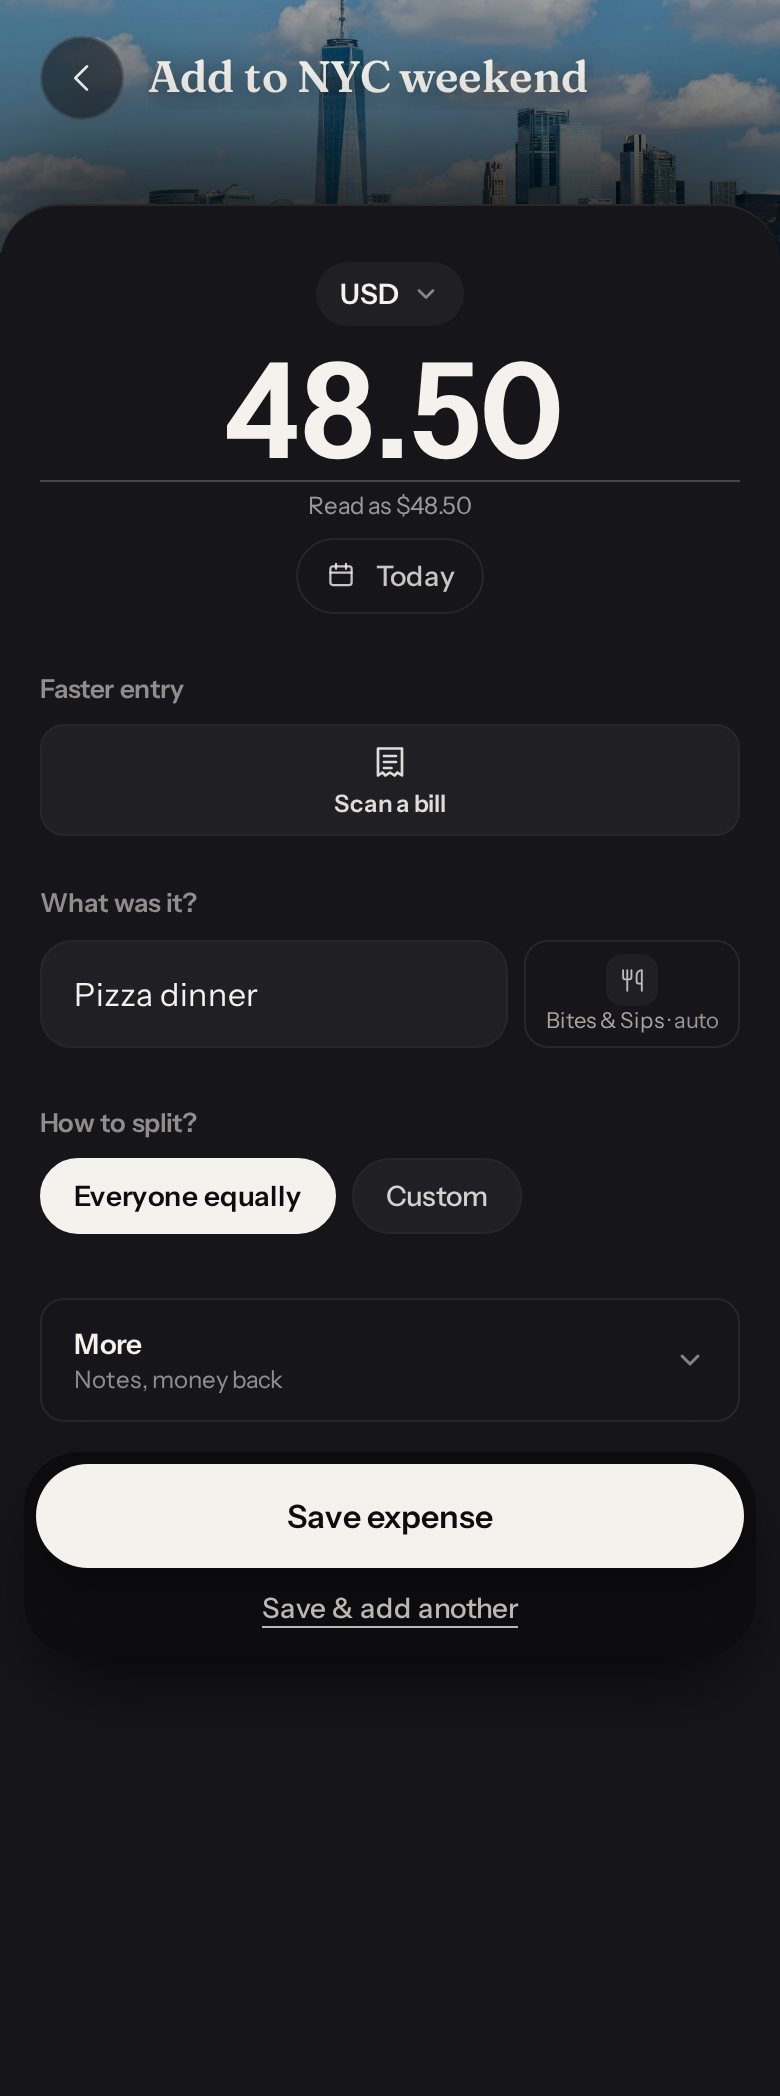 Add to NYC weekend
USD
48.50
Read as $48.50
Today
Faster entry
Scan a bill
What was it?
Pizza dinner
Bites & Sips · auto
How to split?
Everyone equally
Custom
More
Notes, money back
Save expense
Save & add another